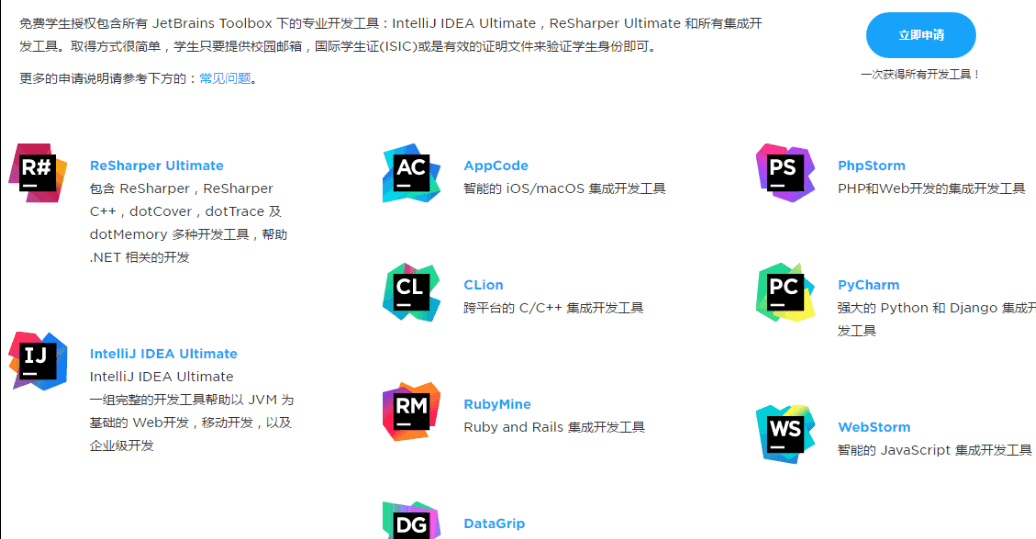 免费学生授权包含所有 JetBrains Toolbox 下的专业开发工具：IntelliJ IDEA Ultimate，ReSharper Ultimate 和所有集成开
发工具。取得方式很简单，学生只要提供校园邮箱，国际学生证(ISIC)或是有效的证明文件来验证学生身份即可。
更多的申请说明请参考下方的：常见问题。
立即申请
一次获得所有开发工具！
R#
ReSharper Ultimate
包含 ReSharper，ReSharper
C++，dotCover，dotTrace 及
dotMemory 多种开发工具，帮助
.NET 相关的开发
IJ
IntelliJ IDEA Ultimate
IntelliJ IDEA Ultimate
一组完整的开发工具帮助以 JVM 为
基础的 Web开发，移动开发，以及
企业级开发
AC
AppCode
智能的 iOS/macOS 集成开发工具
CL
CLion
跨平台的 C/C++ 集成开发工具
RM
RubyMine
Ruby and Rails 集成开发工具
DG
DataGrip
PS
PhpStorm
PHP和Web开发的集成开发工具
PC
PyCharm
强大的 Python 和 Django 集成开
发工具
WS
WebStorm
智能的 JavaScript 集成开发工具